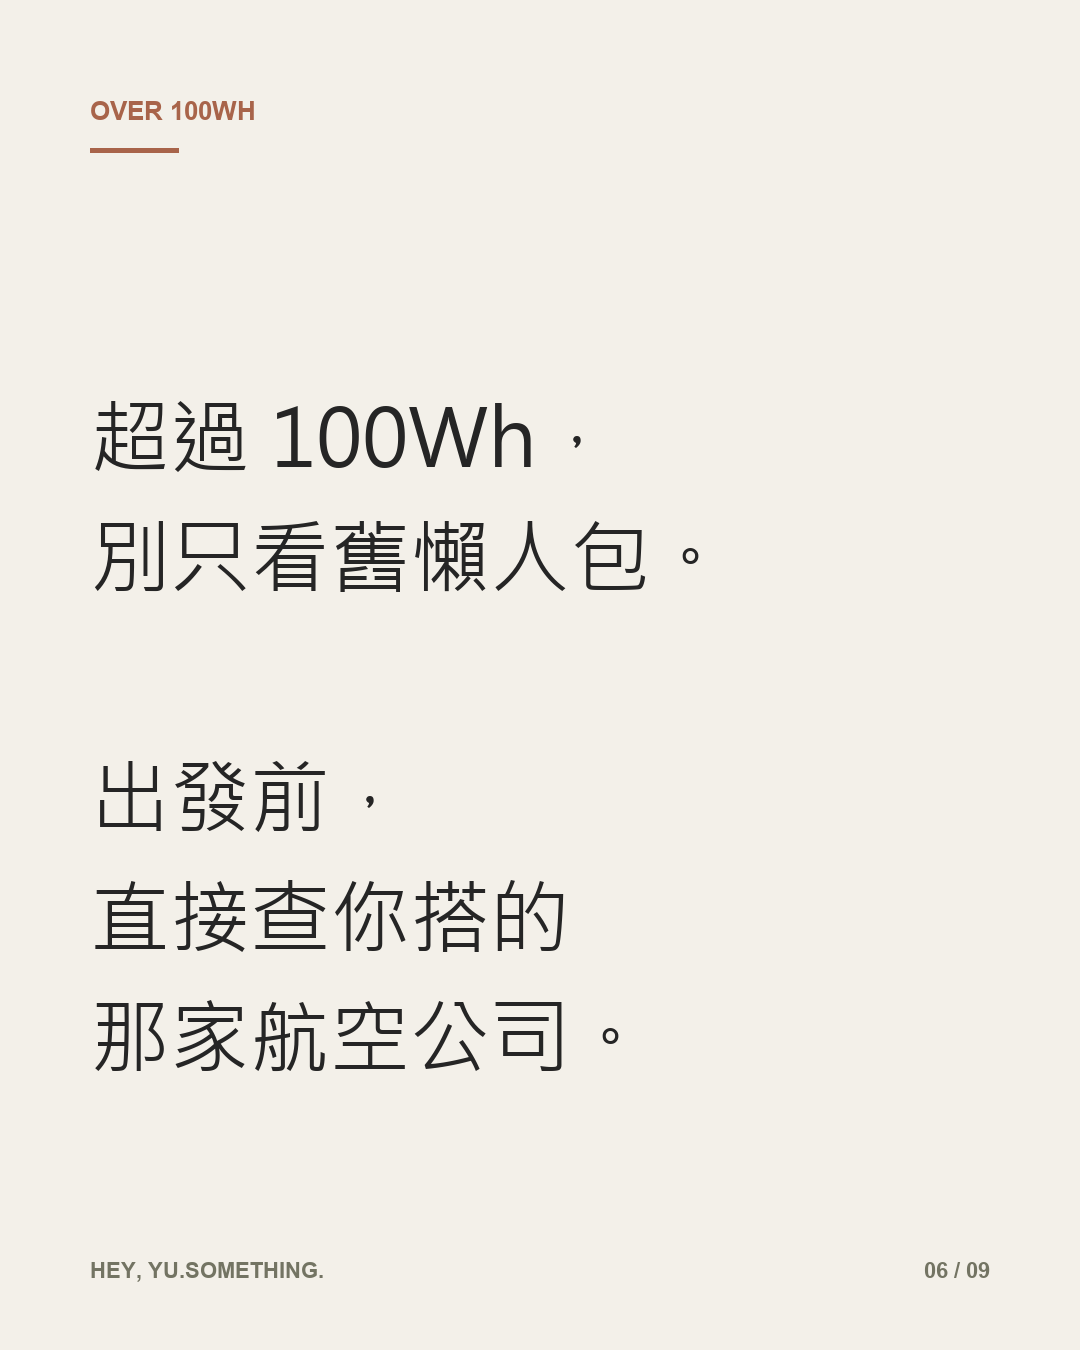 OVER 100WH
超過 100Wh，
別只看舊懶人包。
出發前，
直接查你搭的
那家航空公司。
HEY, YU.SOMETHING.
06 / 09